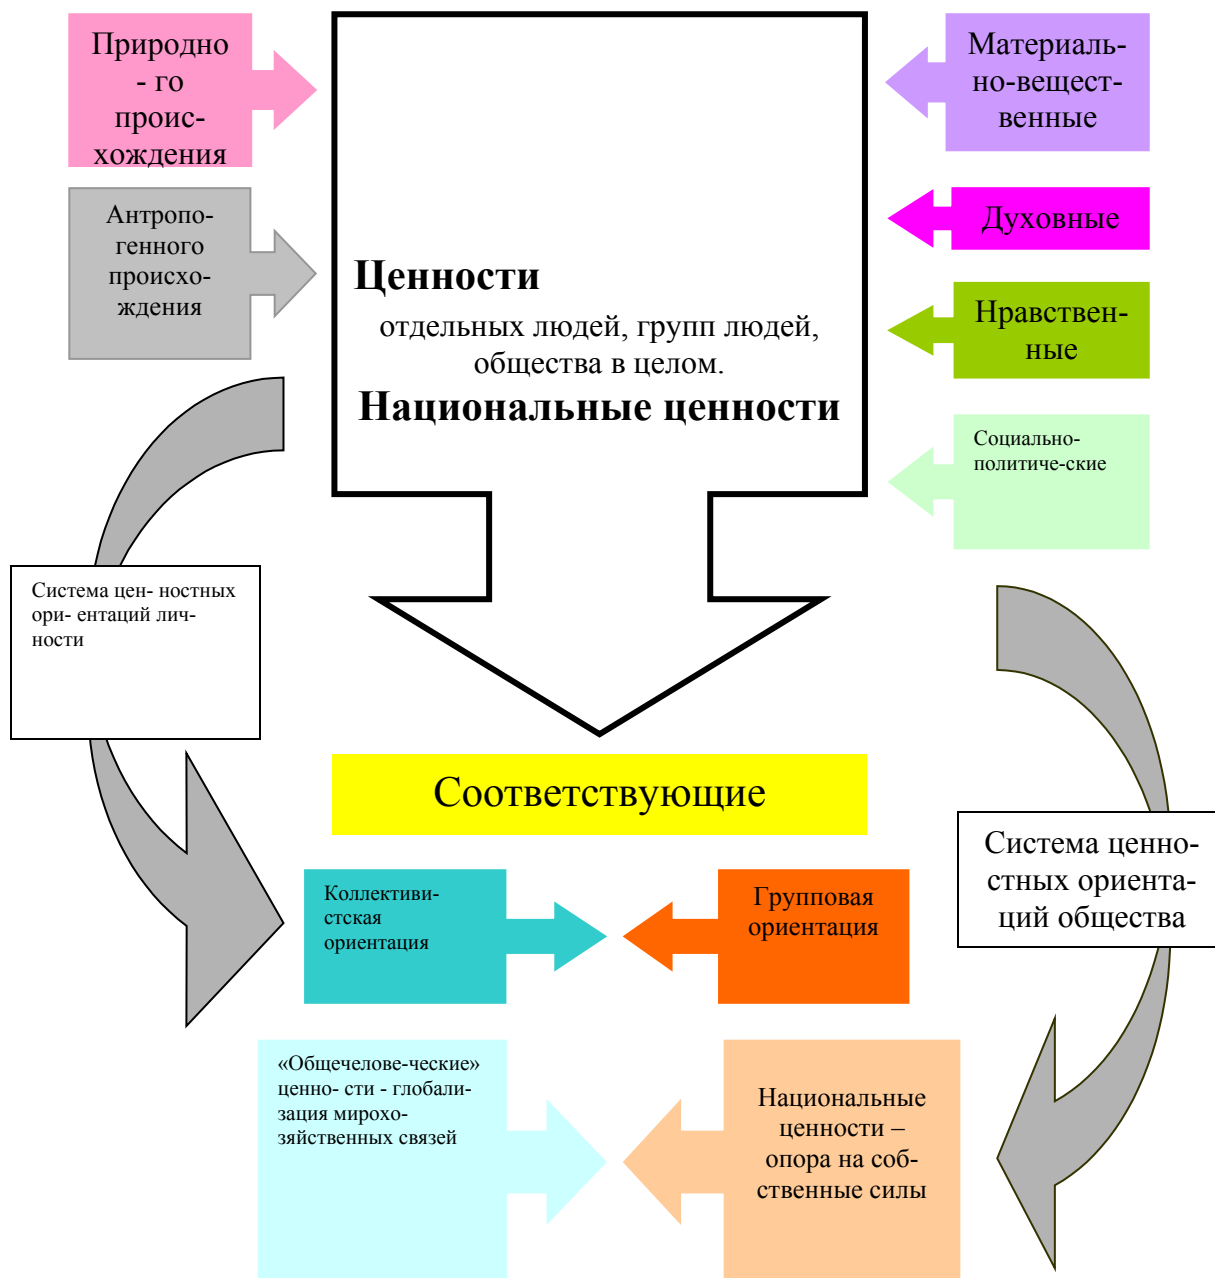 Природно
- го
проис-
хождения
Антропо-
генного
происхо-
ждения
Ценности
отдельных людей, групп людей,
общества в целом.
Национальные ценности
Материаль-
но-вещест-
венные
Духовные
Нравствен-
ные
Социально-
политиче-ские
Система цен- ностных
ори- ентаций лич-
ности
Соответствующие
Система ценно-
стных ориента-
ций общества
Коллективи-
стская
ориентация
Групповая
ориентация
«Общечелове-ческие»
ценно- сти - глобали-
зация мирохо-
зяйственных связей
Национальные
ценности –
опора на соб-
ственные силы